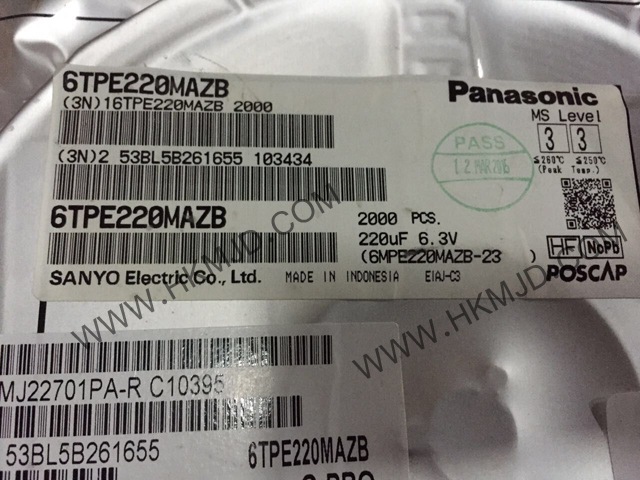 6TPE220MAZB
Panasonic
(3N)16TPE220MAZB 2000
MS Level
3 3
PASS
≤260℃ ≤250℃
(Peak Temp.)
(3N)2 53BL5B261655 103434
6TPE220MAZB
2000 PCS.
220uF 6.3V
(6MPE220MAZB-23 )
HF NoPb
SANYO Electric Co., Ltd.
MADE IN INDONESIA
EIAJ-C3
POSCAP
WWW.HKMJD.COM
WWW.HKMJD.COM
MJ22701PA-R C10395
53BL5B261655
6TPE220MAZB